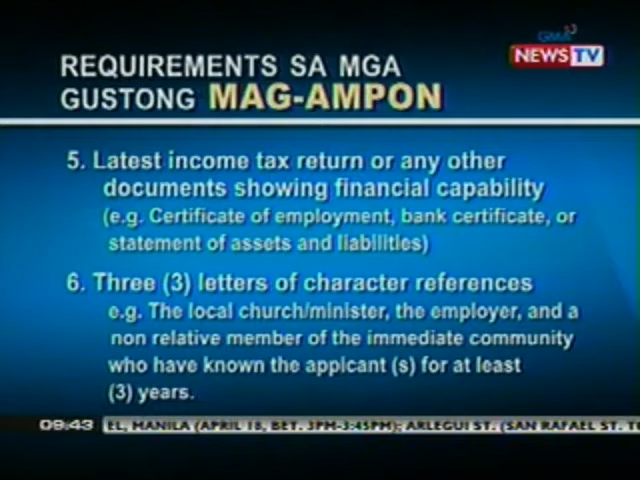 GMA
NEWS TV
REQUIREMENTS SA MGA
GUSTONG MAG-AMPON
5. Latest income tax return or any other
documents showing financial capability
(e.g. Certificate of employment, bank certificate, or
statement of assets and liabilities)
6. Three (3) letters of character references
e.g. The local church/minister, the employer, and a
non relative member of the immediate community
who have known the applcant (s) for at least
(3) years.
09:43 EL, MANILA (APRIL 18, BET. 3PM-3:45PM); ARLEGUI ST. (SAN RAFAEL ST. TO